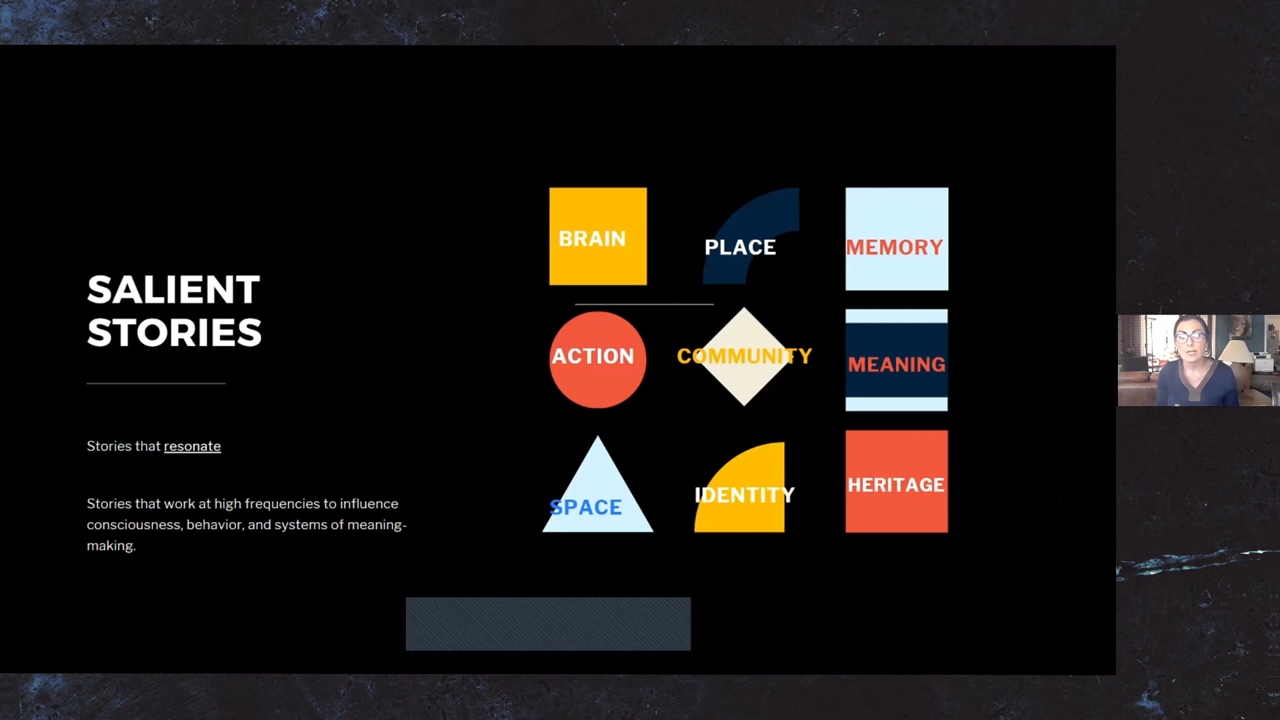 SALIENT
STORIES
Stories that resonate
Stories that work at high frequencies to influence
consciousness, behavior, and systems of meaning-
making.
BRAIN
PLACE
MEMORY
ACTION
COMMUNITY
MEANING
SPACE
IDENTITY
HERITAGE